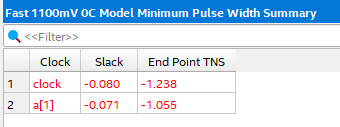 Fast 1100mV 0C Model Minimum Pulse Width Summary
<<Filter>>
Clock Slack End Point TNS
1 clock -0.080 -1.238
2 a[1] -0.071 -1.055